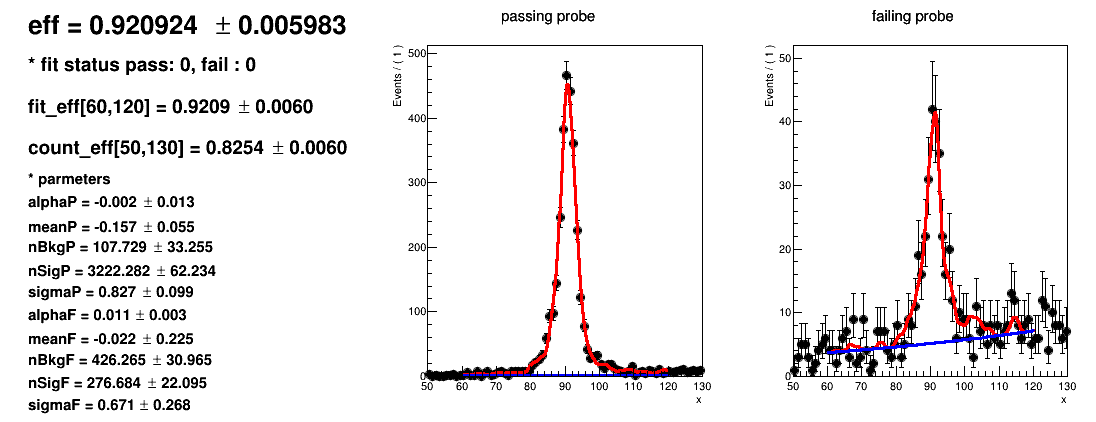 eff = 0.920924 ± 0.005983
* fit status pass: 0, fail : 0
fit_eff[60,120] = 0.9209 ± 0.0060
count_eff[50,130] = 0.8254 ± 0.0060
* parmeters
alphaP = -0.002 ± 0.013
meanP = -0.157 ± 0.055
nBkgP = 107.729 ± 33.255
nSigP = 3222.282 ± 62.234
sigmaP = 0.827 ± 0.099
alphaF = 0.011 ± 0.003
meanF = -0.022 ± 0.225
nBkgF = 426.265 ± 30.965
nSigF = 276.684 ± 22.095
sigmaF = 0.671 ± 0.268
passing probe
Events / ( 1 )
500
400
300
200
100
0
50 60 70 80 90 100 110 120 130
x
failing probe
Events / ( 1 )
50
40
30
20
10
0
50 60 70 80 90 100 110 120 130
x